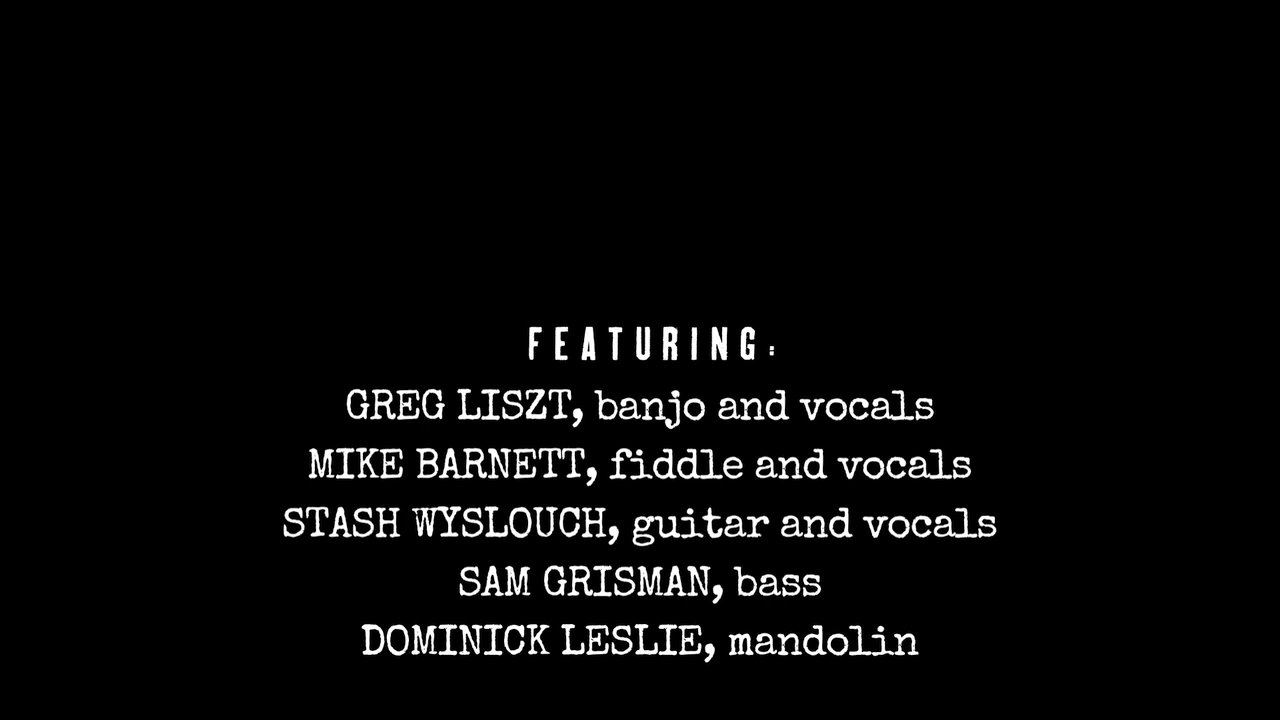 FEATURING:
GREG LISZT, banjo and vocals
MIKE BARNETT, fiddle and vocals
STASH WYSLOUCH, guitar and vocals
SAM GRISMAN, bass
DOMINICK LESLIE, mandolin